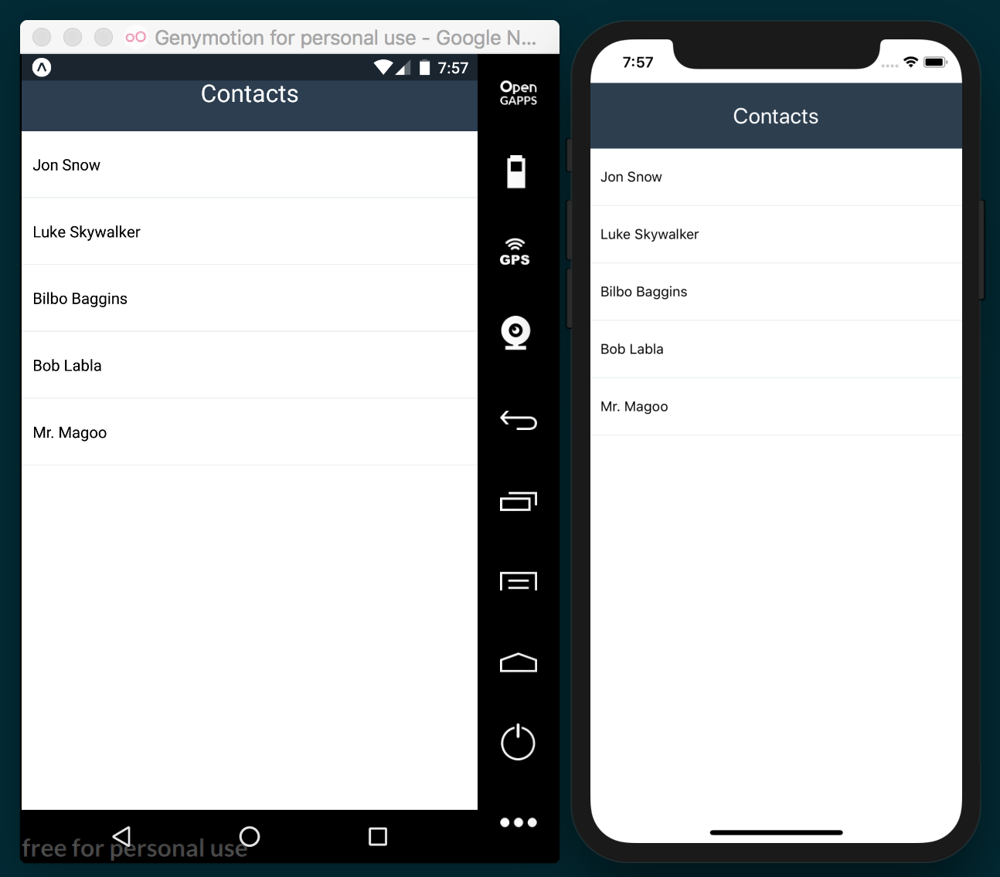 Genymotion for personal use - Google N...
7:57
Contacts
Jon Snow
Luke Skywalker
Bilbo Baggins
Bob Labla
Mr. Magoo
free for personal use
Open
GAPPS
GPS
7:57
Contacts
Jon Snow
Luke Skywalker
Bilbo Baggins
Bob Labla
Mr. Magoo